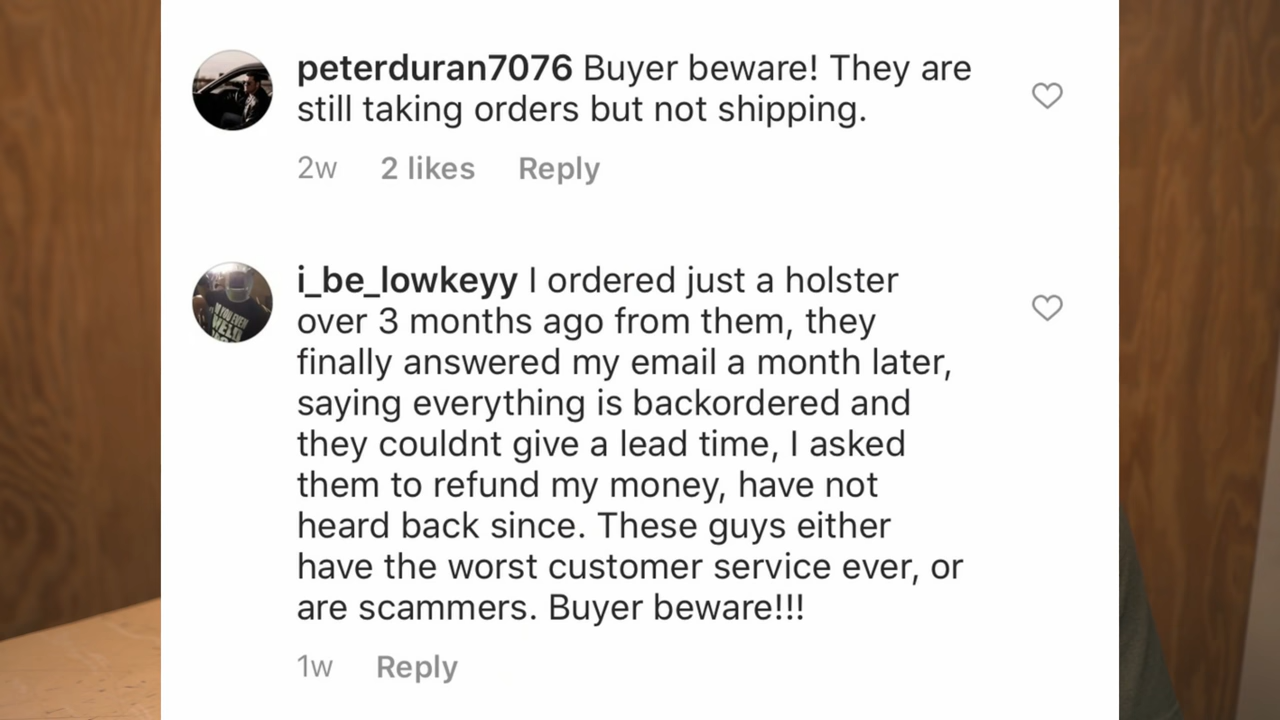 peterduran7076 Buyer beware! They are
still taking orders but not shipping.
2w 2 likes Reply
i_be_lowkeyy I ordered just a holster
over 3 months ago from them, they
finally answered my email a month later,
saying everything is backordered and
they couldnt give a lead time, I asked
them to refund my money, have not
heard back since. These guys either
have the worst customer service ever, or
are scammers. Buyer beware!!!
1w Reply